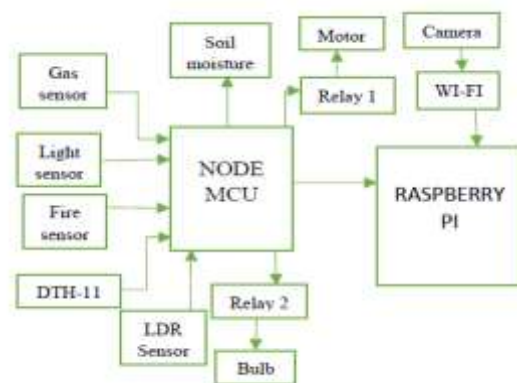 Soil
moisture
Motor
Camera
Gas
sensor
Relay 1
WI-FI
Light
sensor
NODE
MCU
RASPBERRY
PI
Fire
sensor
DTH-11
LDR
Sensor
Relay 2
Bulb